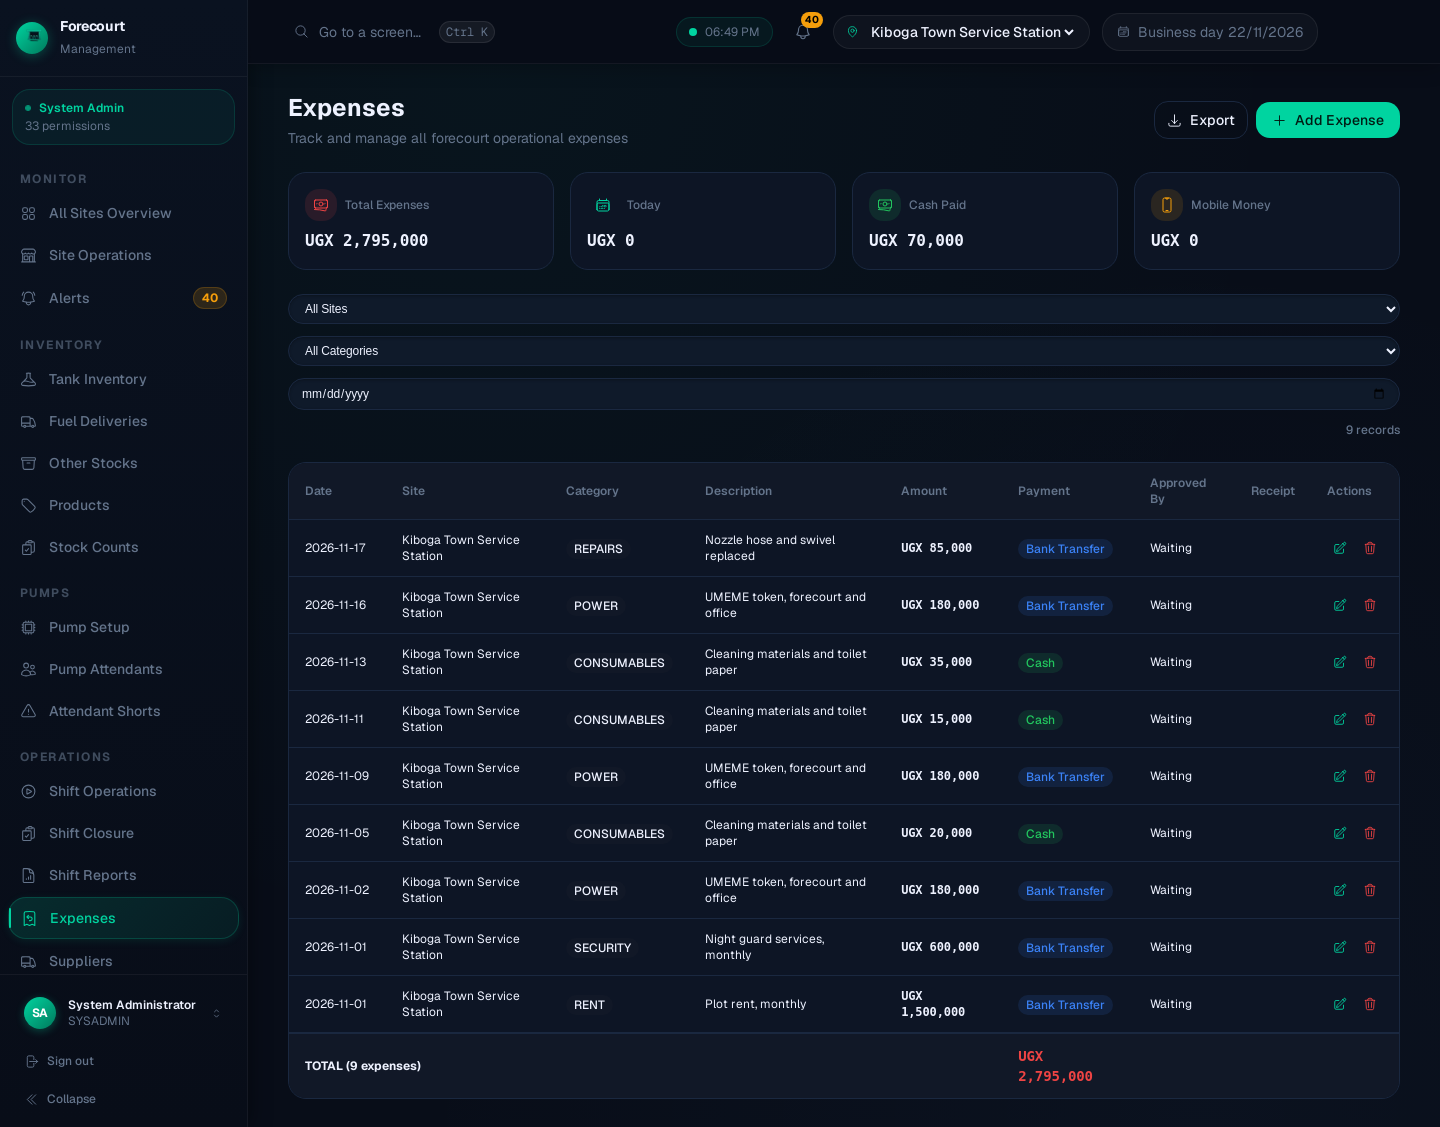 Forecourt
Management
System Admin
33 permissions
MONITOR
All Sites Overview
Site Operations
Alerts 40
INVENTORY
Tank Inventory
Fuel Deliveries
Other Stocks
Products
Stock Counts
PUMPS
Pump Setup
Pump Attendants
Attendant Shorts
OPERATIONS
Shift Operations
Shift Closure
Shift Reports
Expenses
Suppliers
SA System Administrator
SYSADMIN
Sign out
Collapse
Go to a screen... Ctrl K
06:49 PM
40
Kiboga Town Service Station
Business day 22/11/2026
Expenses
Track and manage all forecourt operational expenses
Export
Add Expense
Total Expenses
UGX 2,795,000
Today
UGX 0
Cash Paid
UGX 70,000
Mobile Money
UGX 0
All Sites
All Categories
mm/dd/yyyy
9 records
Date Site Category Description Amount Payment Approved By Receipt Actions
2026-11-17 Kiboga Town Service Station REPAIRS Nozzle hose and swivel replaced UGX 85,000 Bank Transfer Waiting
2026-11-16 Kiboga Town Service Station POWER UMEME token, forecourt and office UGX 180,000 Bank Transfer Waiting
2026-11-13 Kiboga Town Service Station CONSUMABLES Cleaning materials and toilet paper UGX 35,000 Cash Waiting
2026-11-11 Kiboga Town Service Station CONSUMABLES Cleaning materials and toilet paper UGX 15,000 Cash Waiting
2026-11-09 Kiboga Town Service Station POWER UMEME token, forecourt and office UGX 180,000 Bank Transfer Waiting
2026-11-05 Kiboga Town Service Station CONSUMABLES Cleaning materials and toilet paper UGX 20,000 Cash Waiting
2026-11-02 Kiboga Town Service Station POWER UMEME token, forecourt and office UGX 180,000 Bank Transfer Waiting
2026-11-01 Kiboga Town Service Station SECURITY Night guard services, monthly UGX 600,000 Bank Transfer Waiting
2026-11-01 Kiboga Town Service Station RENT Plot rent, monthly UGX 1,500,000 Bank Transfer Waiting
TOTAL (9 expenses) UGX 2,795,000